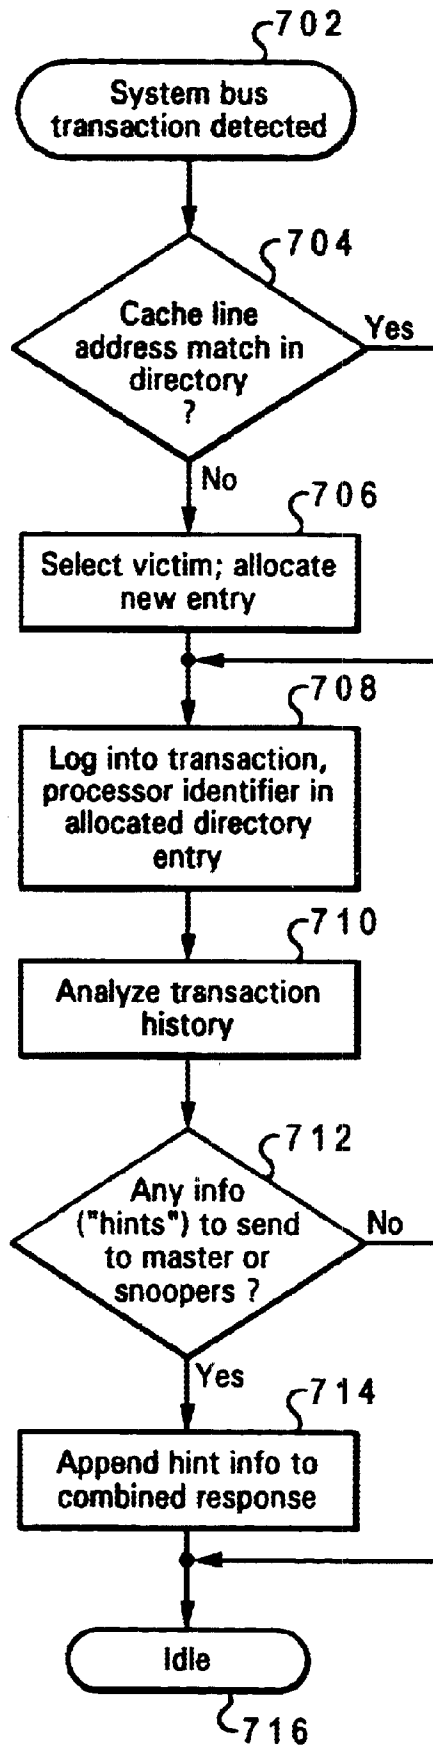 702
System bus
transaction detected
704
Cache line
address match in
directory
?
Yes
No
706
Select victim; allocate
new entry
708
Log into transaction,
processor identifier in
allocated directory
entry
710
Analyze transaction
history
712
Any info
("hints") to send
to master or
snoopers ?
No
Yes
714
Append hint info to
combined response
Idle
716